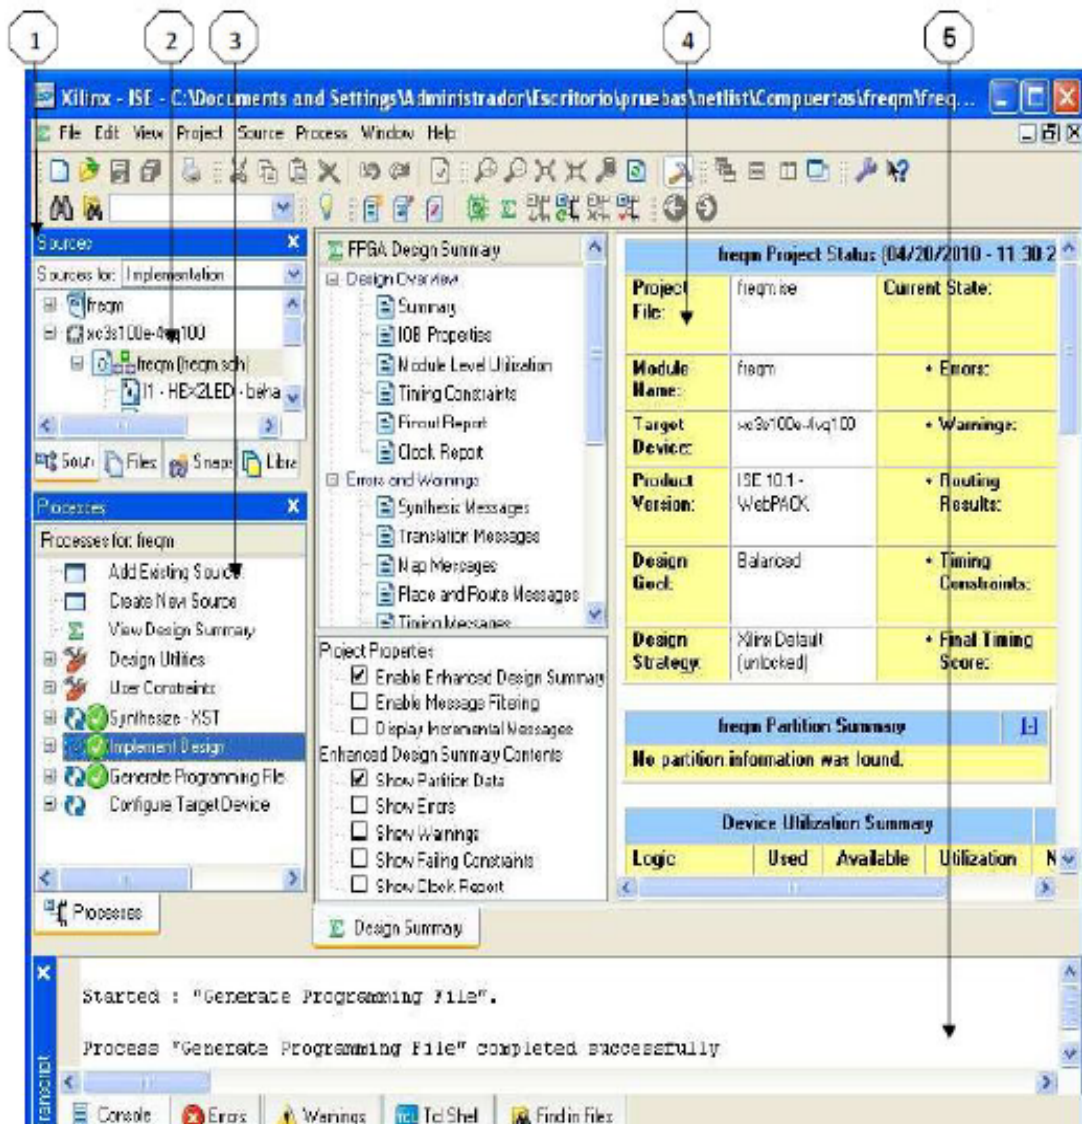 1 2 3 4 5
Xilinx - ISE - C:\Documents and Settings\Administrador\Escritorio\pruebas\netlist\Compuertas\freqm\freq...
File Edit View Project Source Process Window Help
Sources
Sources for: Implementation
freqm
xc3s100e-4vq100
freqm (freqm.sch)
I1 - HEX2LED - beha
Sour Files Snaps Libra
Processes
Processes for: freqm
Add Existing Source
Create New Source
View Design Summary
Design Utilities
User Constraints
Synthesize - XST
Implement Design
Generate Programming File
Configure Target Device
Processes
FPGA Design Summary
Design Overview
Summary
IOB Properties
Module Level Utilization
Timing Constraints
Pinout Report
Clock Report
Errors and Warnings
Synthesis Messages
Translation Messages
Map Messages
Place and Route Messages
Timing Messages
Project Properties
Enable Enhanced Design Summary
Enable Message Filtering
Display Incremental Messages
Enhanced Design Summary Contents
Show Partition Data
Show Errors
Show Warnings
Show Failing Constraints
Show Clock Report
Design Summary
freqm Project Status (04/20/2010 - 11:30:2
Project File: freqm.ise Current State:
Module Name: freqm • Errors:
Target Device: xc3s100e-4vq100 • Warnings:
Product Version: ISE 10.1 - WebPACK • Routing Results:
Design Goal: Balanced • Timing Constraints:
Design Strategy: Xilinx Default (unlocked) • Final Timing Score:
freqm Partition Summary [-]
No partition information was found.
Device Utilization Summary
Logic Used Available Utilization N
Started : "Generate Programming File".
Process "Generate Programming File" completed successfully
ranscript
Console Errors Warnings Tcl Shell Find in Files